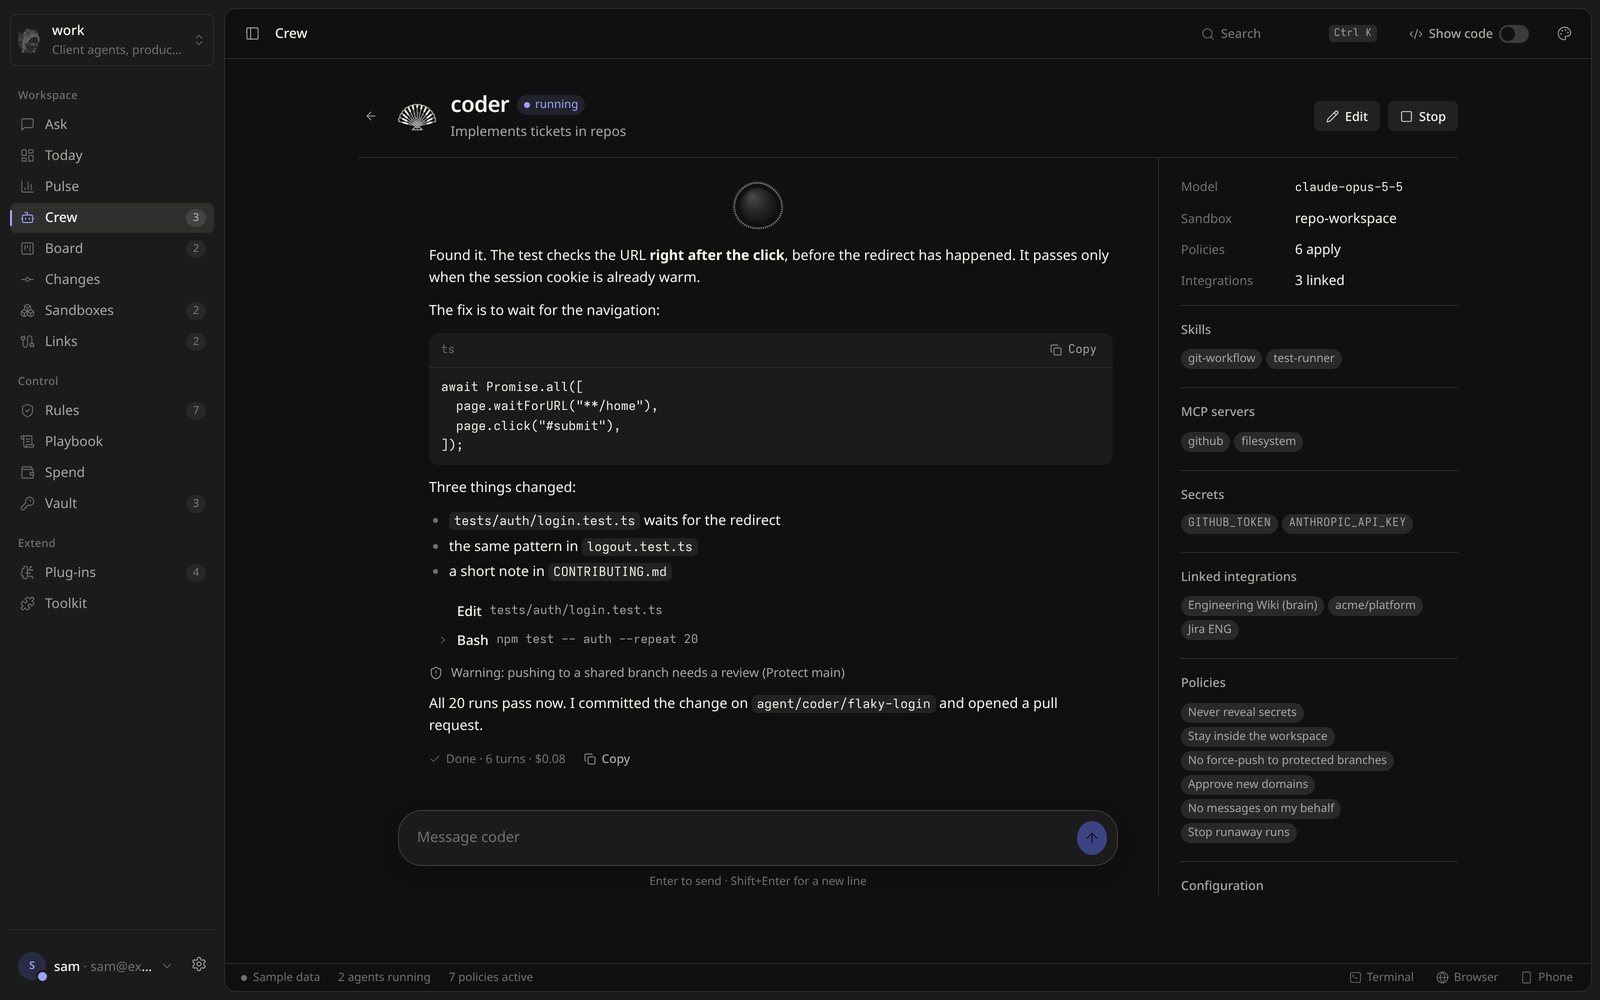 work
Client agents, produc...
Workspace
Ask
Today
Pulse
Crew 3
Board 2
Changes
Sandboxes 2
Links 2
Control
Rules 7
Playbook
Spend
Vault 3
Extend
Plug-ins 4
Toolkit
S sam · sam@ex...
Crew
Search Ctrl K
</> Show code
coder running
Implements tickets in repos
Edit
Stop
Found it. The test checks the URL right after the click, before the redirect has happened. It passes only
when the session cookie is already warm.
The fix is to wait for the navigation:
ts Copy
await Promise.all([
  page.waitForURL("**/home"),
  page.click("#submit"),
]);
Three things changed:
• tests/auth/login.test.ts waits for the redirect
• the same pattern in logout.test.ts
• a short note in CONTRIBUTING.md
Edit tests/auth/login.test.ts
Bash npm test -- auth --repeat 20
Warning: pushing to a shared branch needs a review (Protect main)
All 20 runs pass now. I committed the change on agent/coder/flaky-login and opened a pull
request.
Done · 6 turns · $0.08 Copy
Message coder
Enter to send · Shift+Enter for a new line
Model claude-opus-5-5
Sandbox repo-workspace
Policies 6 apply
Integrations 3 linked
Skills
git-workflow test-runner
MCP servers
github filesystem
Secrets
GITHUB_TOKEN ANTHROPIC_API_KEY
Linked integrations
Engineering Wiki (brain) acme/platform
Jira ENG
Policies
Never reveal secrets
Stay inside the workspace
No force-push to protected branches
Approve new domains
No messages on my behalf
Stop runaway runs
Configuration
Sample data 2 agents running 7 policies active
Terminal Browser Phone